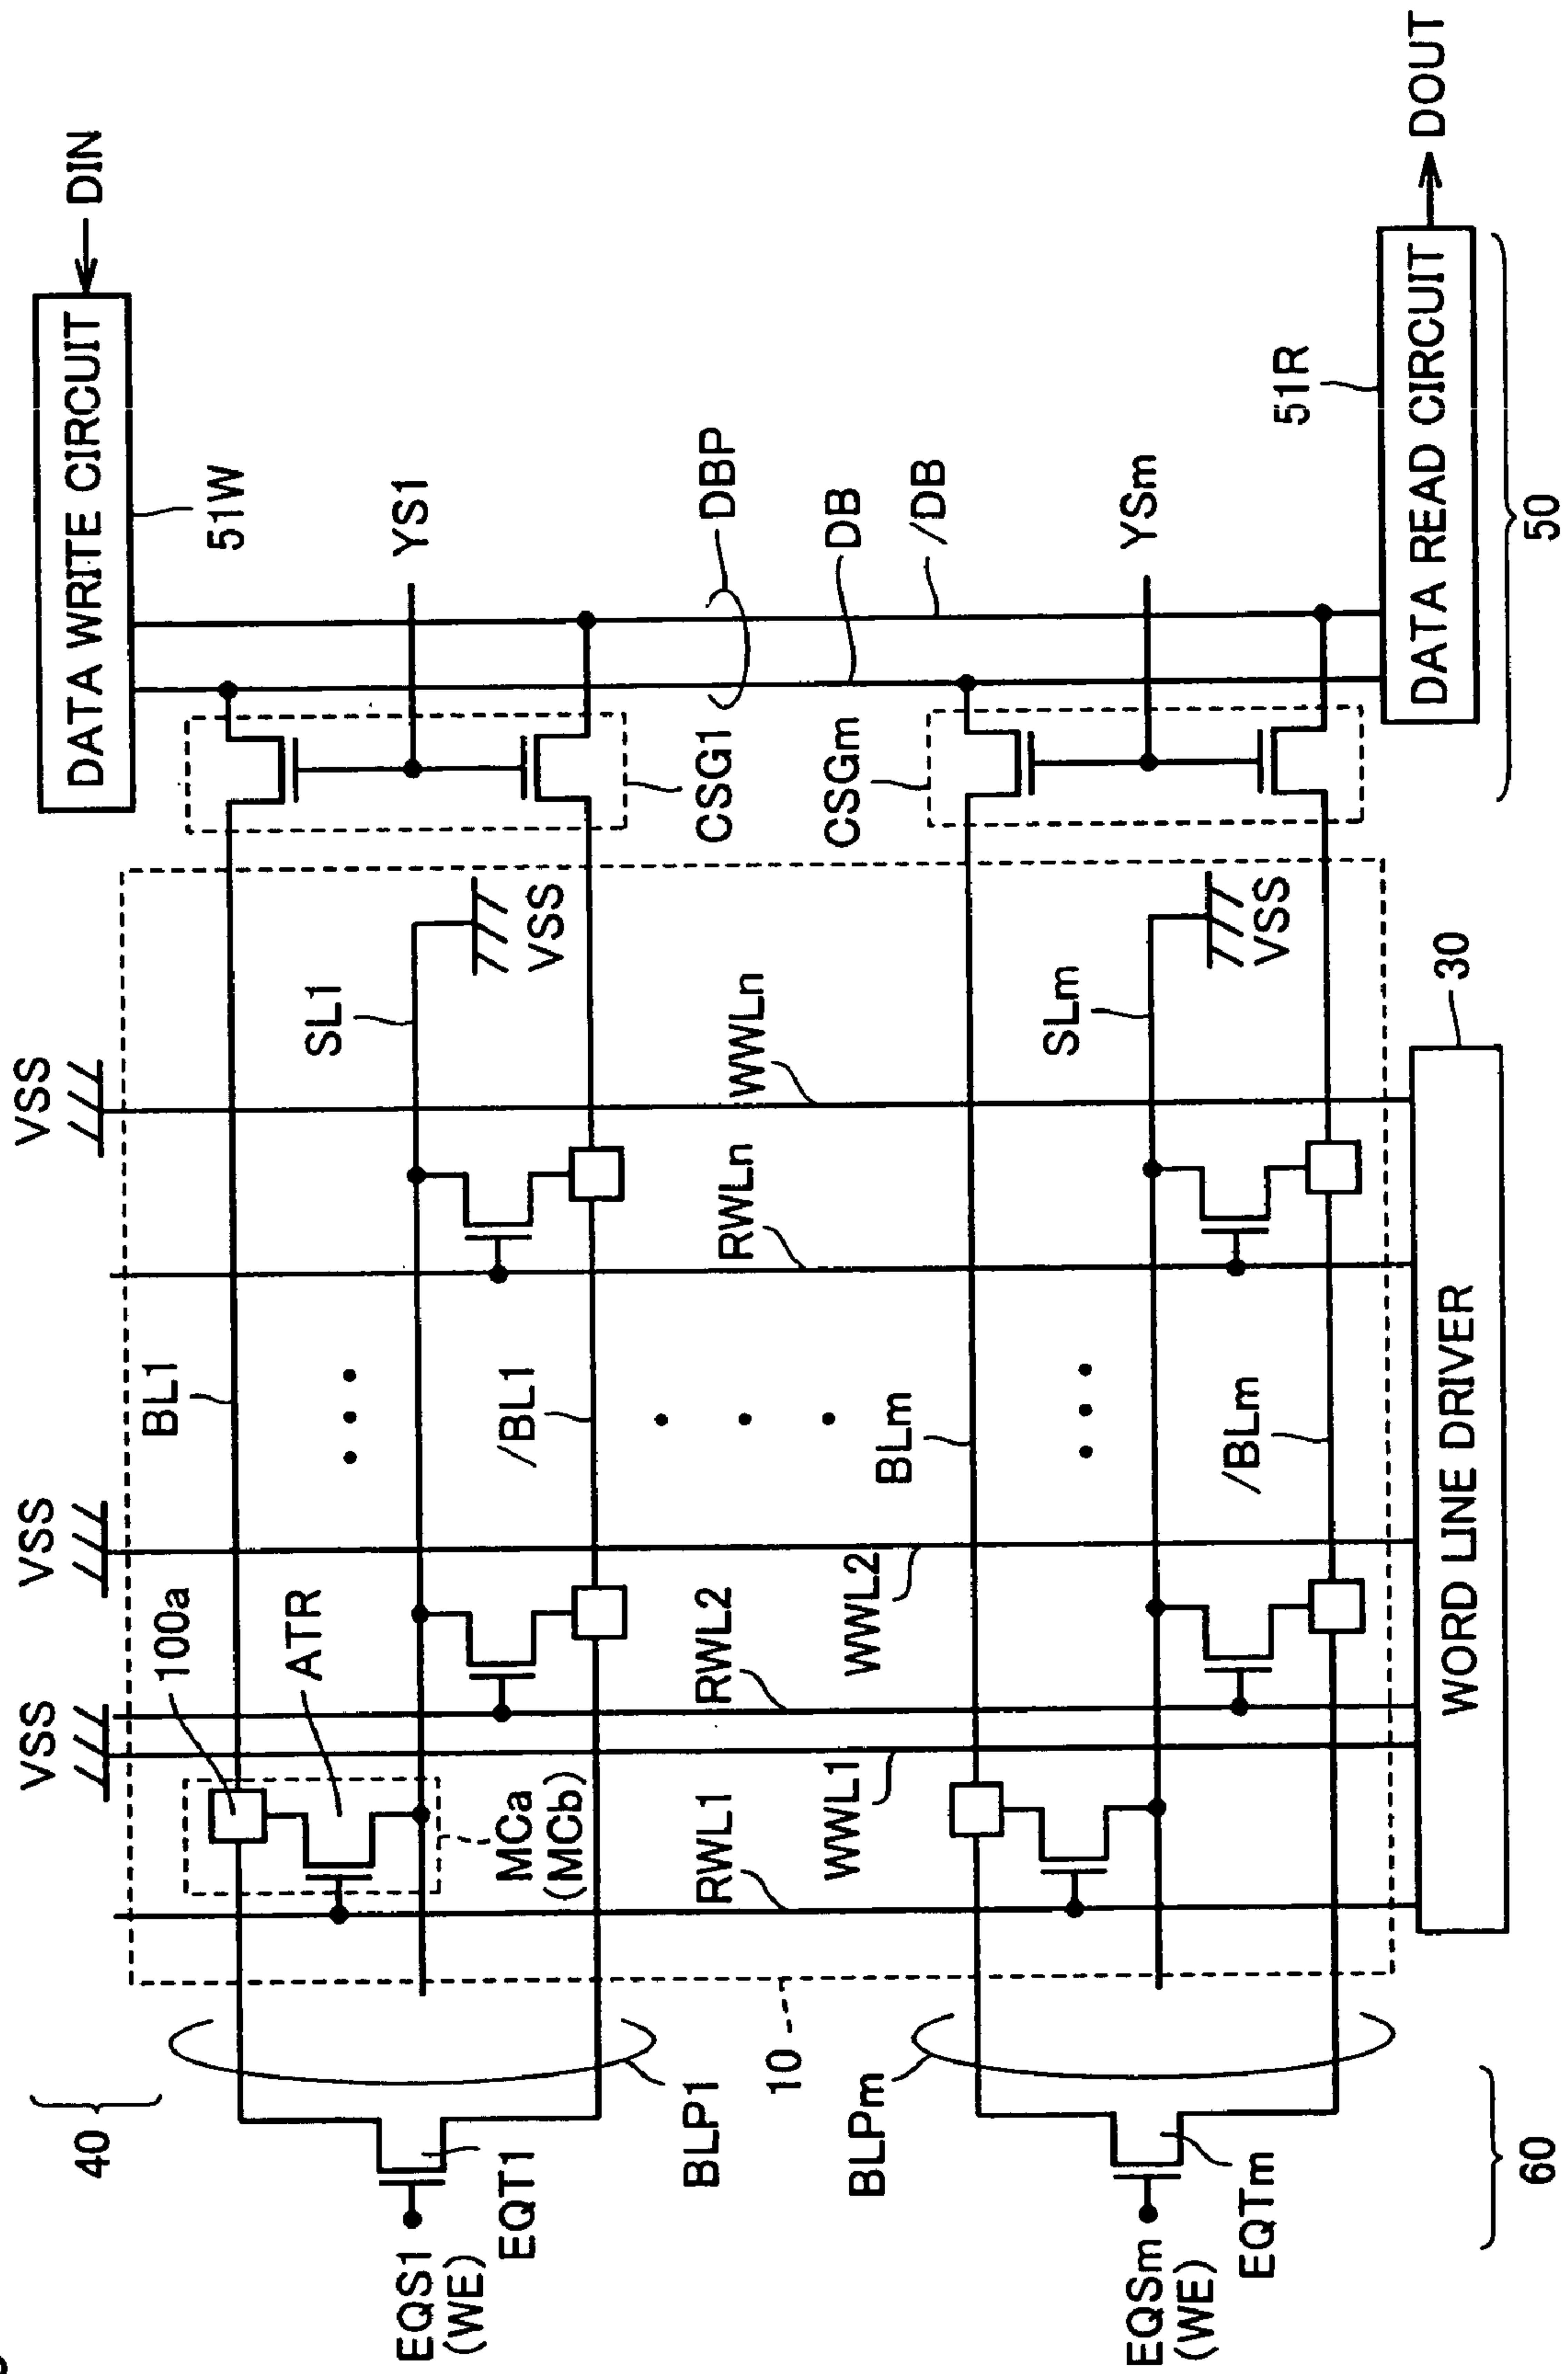 DATA WRITE CIRCUIT
DIN
51W
YS1
DBP
DB
/DB
YSm
51R
DATA READ CIRCUIT
DOUT
50
CSG1
CSGm
VSS
SL1
VSS
WWLn
RWLn
SLm
VSS
30
BL1
/BL1
BLm
/BLm
WORD LINE DRIVER
VSS
100a
ATR
RWL2
WWL2
VSS
MCa
(MCb)
RWL1
WWL1
10
40
BLP1
BLPm
EQS1
(WE)
EQT1
EQSm
(WE)
EQTm
60